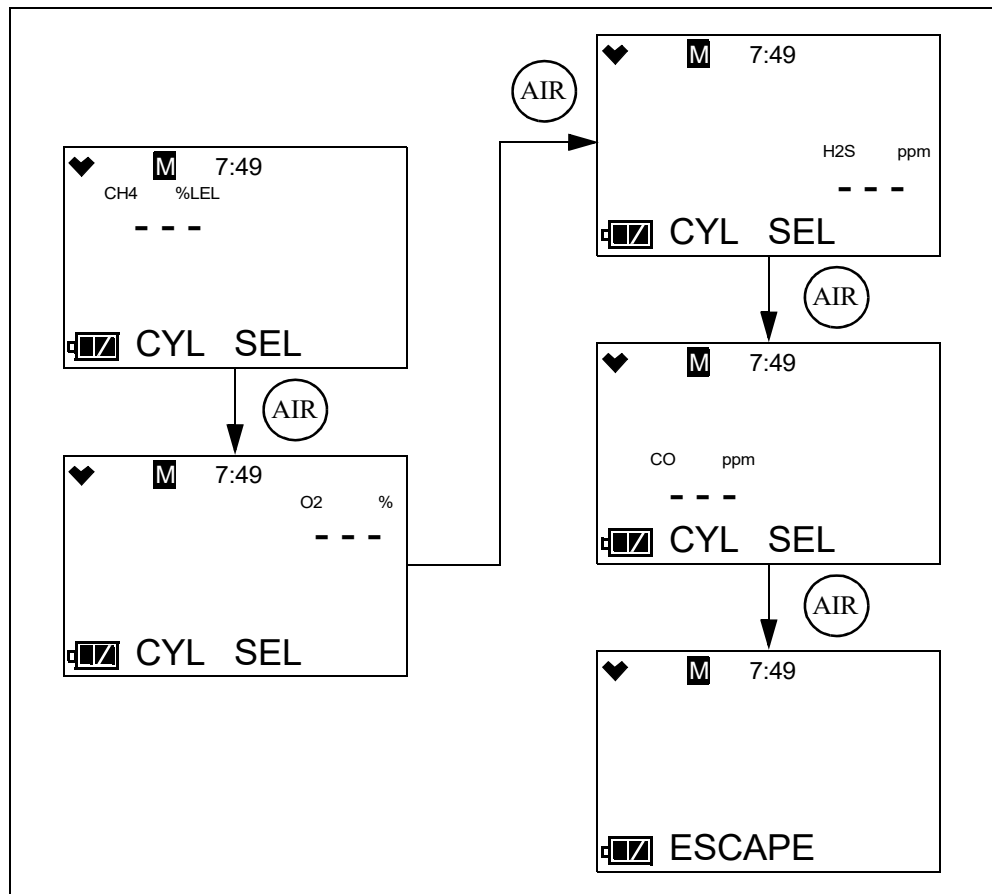 M 7:49
CH4 %LEL
- - -
CYL SEL
AIR
M 7:49
O2 %
- - -
CYL SEL
AIR
M 7:49
H2S ppm
- - -
CYL SEL
AIR
M 7:49
CO ppm
- - -
CYL SEL
AIR
M 7:49
ESCAPE